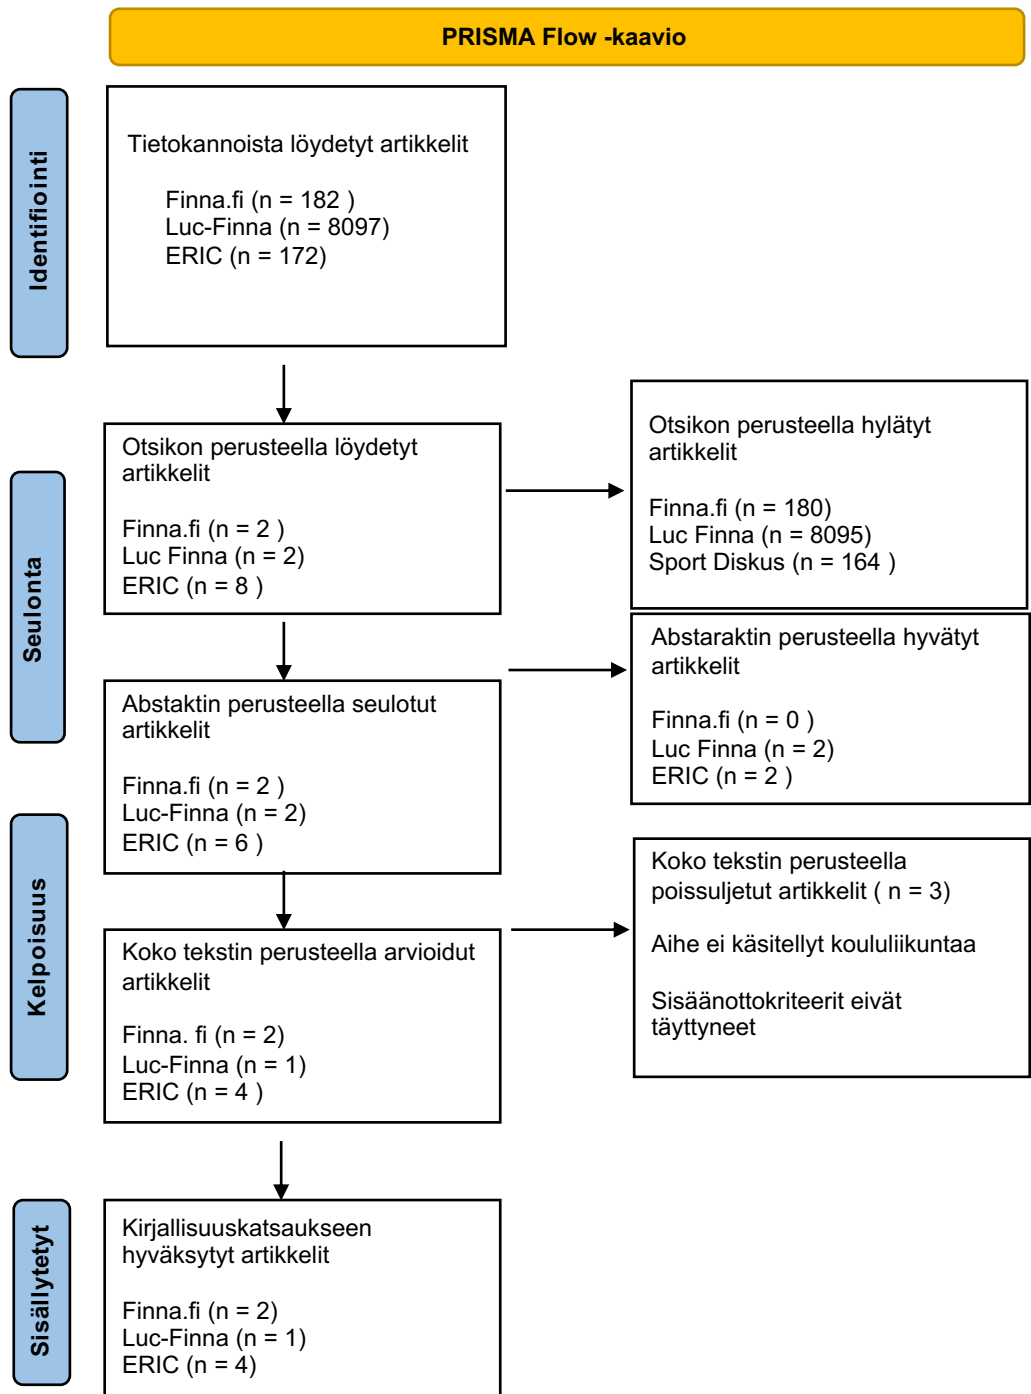 PRISMA Flow -kaavio
Identifiointi
Tietokannoista löydetyt artikkelit
Finna.fi (n = 182 )
Luc-Finna (n = 8097)
ERIC (n = 172)
Seulonta
Otsikon perusteella löydetyt
artikkelit
Finna.fi (n = 2 )
Luc Finna (n = 2)
ERIC (n = 8 )
Otsikon perusteella hylätyt
artikkelit
Finna.fi (n = 180)
Luc Finna (n = 8095)
Sport Diskus (n = 164 )
Abstaktin perusteella seulotut
artikkelit
Finna.fi (n = 2 )
Luc-Finna (n = 2)
ERIC (n = 6 )
Abstaraktin perusteella hyvätyt
artikkelit
Finna.fi (n = 0 )
Luc Finna (n = 2)
ERIC (n = 2 )
Kelpoisuus
Koko tekstin perusteella arvioidut
artikkelit
Finna. fi (n = 2)
Luc-Finna (n = 1)
ERIC (n = 4 )
Koko tekstin perusteella
poissuljetut artikkelit ( n = 3)
Aihe ei käsitellyt koululiikuntaa
Sisäänottokriteerit eivät
täyttyneet
Sisällytetyt
Kirjallisuuskatsaukseen
hyväksytyt artikkelit
Finna.fi (n = 2)
Luc-Finna (n = 1)
ERIC (n = 4)